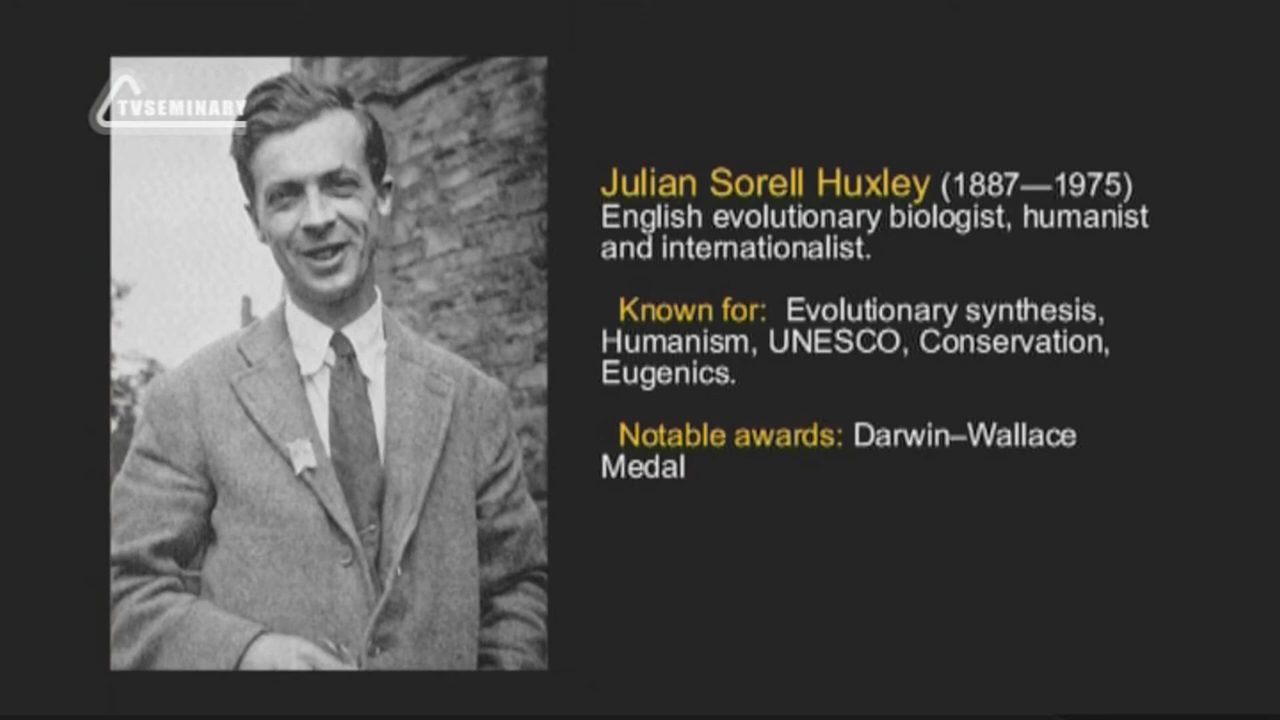 TVSEMINARY
Julian Sorell Huxley (1887—1975)
English evolutionary biologist, humanist
and internationalist.
Known for: Evolutionary synthesis,
Humanism, UNESCO, Conservation,
Eugenics.
Notable awards: Darwin–Wallace
Medal